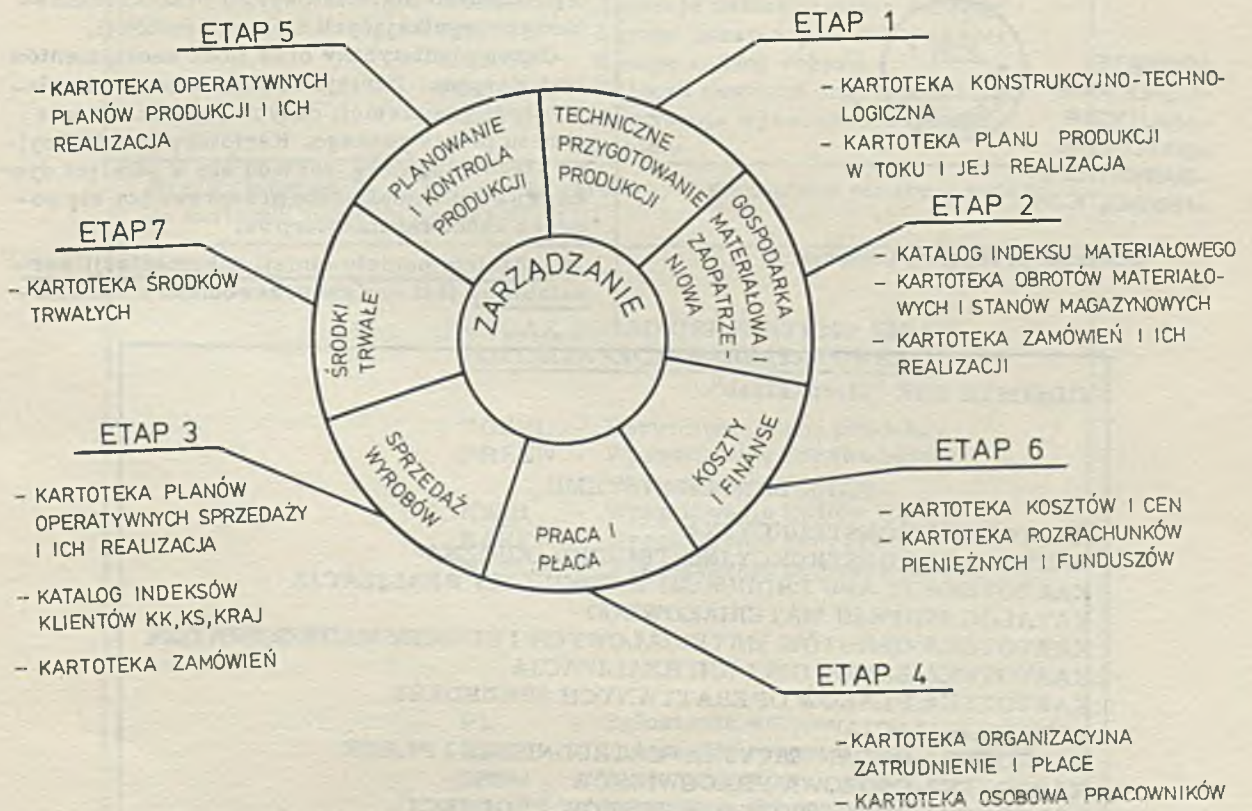 ETAP 5
– KARTOTEKA OPERATYWNYCH
PLANÓW PRODUKCJI I ICH
REALIZACJA
ETAP 1
– KARTOTEKA KONSTRUKCYJNO-TECHNO-
LOGICZNA
– KARTOTEKA PLANU PRODUKCJI
W TOKU I JEJ REALIZACJA
ETAP 7
– KARTOTEKA ŚRODKÓW
TRWAŁYCH
ETAP 2
– KATALOG INDEKSU MATERIAŁOWEGO
– KARTOTEKA OBROTÓW MATERIAŁO-
WYCH I STANÓW MAGAZYNOWYCH
– KARTOTEKA ZAMÓWIEŃ I ICH
REALIZACJI
PLANOWANIE
I KONTROLA
PRODUKCJI
TECHNICZNE
PRZYGOTOWANIE
PRODUKCJI
GOSPODARKA
MATERIAŁOWA I
ZAOPATRZE-
NIOWA
ZARZĄDZANIE
ŚRODKI
TRWAŁE
SPRZEDAŻ
WYROBÓW
PRACA I
PŁACA
KOSZTY
I FINANSE
ETAP 3
– KARTOTEKA PLANÓW
OPERATYWNYCH SPRZEDAŻY
I ICH REALIZACJA
– KATALOG INDEKSÓW
KLIENTÓW KK,KS,KRAJ
– KARTOTEKA ZAMÓWIEŃ
ETAP 6
– KARTOTEKA KOSZTÓW I CEN
– KARTOTEKA ROZRACHUNKÓW
PIENIĘŻNYCH I FUNDUSZÓW
ETAP 4
– KARTOTEKA ORGANIZACYJNA
ZATRUDNIENIE I PŁACE
– KARTOTEKA OSOBOWA PRACOWNIKÓW